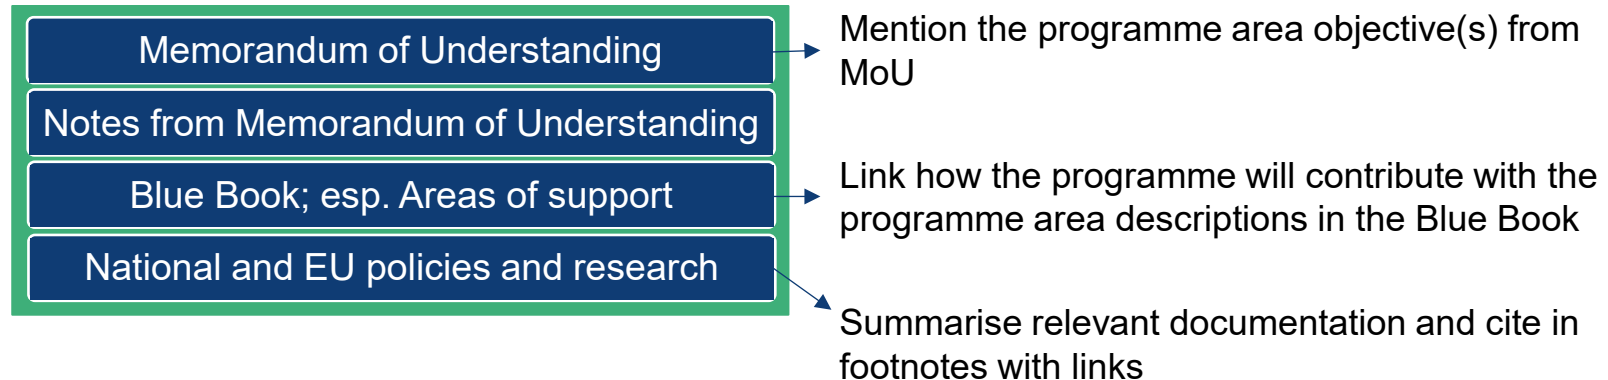 Memorandum of Understanding
Notes from Memorandum of Understanding
Blue Book; esp. Areas of support
National and EU policies and research
Mention the programme area objective(s) from
MoU
Link how the programme will contribute with the
programme area descriptions in the Blue Book
Summarise relevant documentation and cite in
footnotes with links